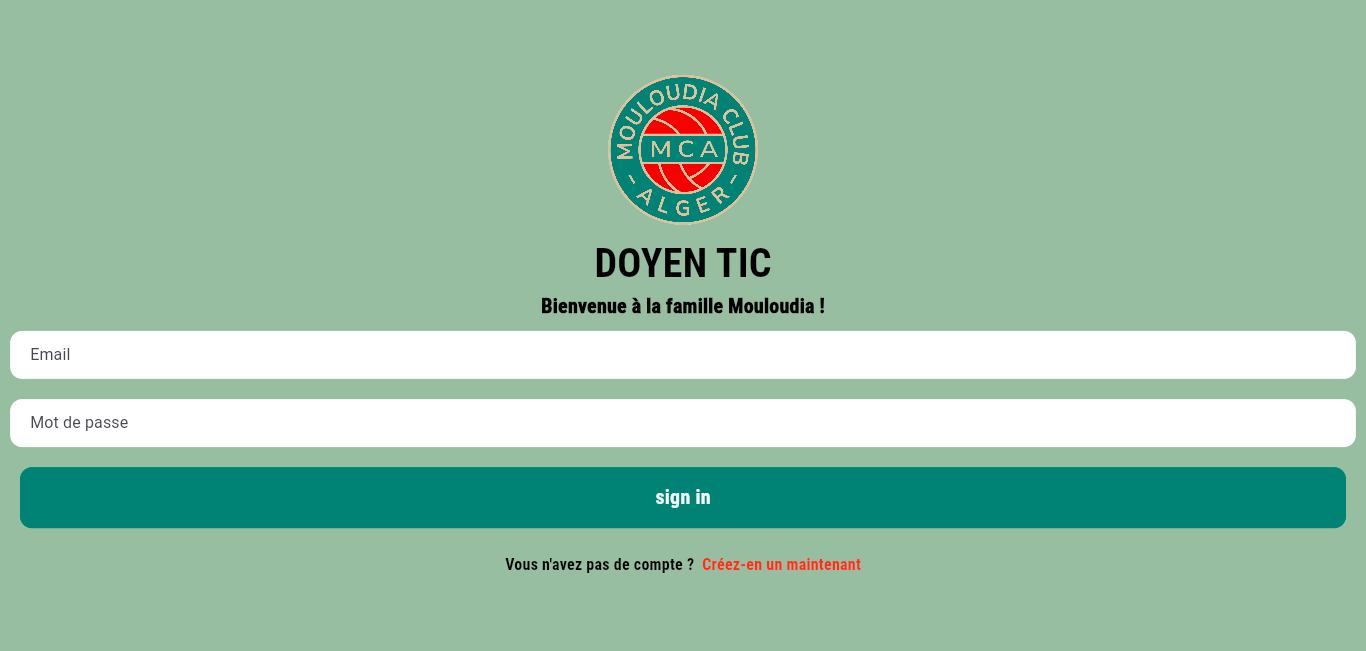 MOULOUDIA CLUB
MCA
- ALGER -
DOYEN TIC
Bienvenue à la famille Mouloudia !
Email
Mot de passe
sign in
Vous n'avez pas de compte ? Créez-en un maintenant